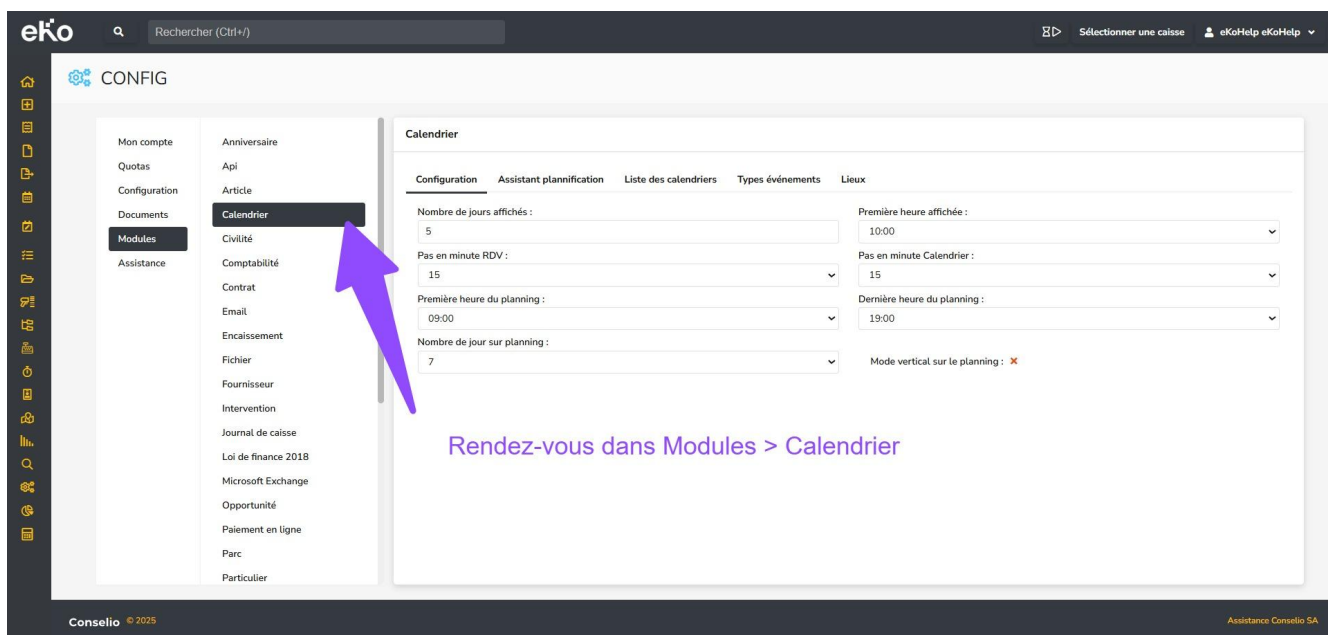 eko
Rechercher (Ctrl+/)
Sélectionner une caisse
eKoHelp eKoHelp
CONFIG
Mon compte
Quotas
Configuration
Documents
Modules
Assistance
Anniversaire
Api
Article
Calendrier
Civilité
Comptabilité
Contrat
Email
Encaissement
Fichier
Fournisseur
Intervention
Journal de caisse
Loi de finance 2018
Microsoft Exchange
Opportunité
Paiement en ligne
Parc
Particulier
Calendrier
Configuration Assistant plannification Liste des calendriers Types événements Lieux
Nombre de jours affichés :
5
Première heure affichée :
10:00
Pas en minute RDV :
15
Pas en minute Calendrier :
15
Première heure du planning :
09:00
Dernière heure du planning :
19:00
Nombre de jour sur planning :
7
Mode vertical sur le planning :
Rendez-vous dans Modules > Calendrier
Conselio © 2025
Assistance Conselio SA